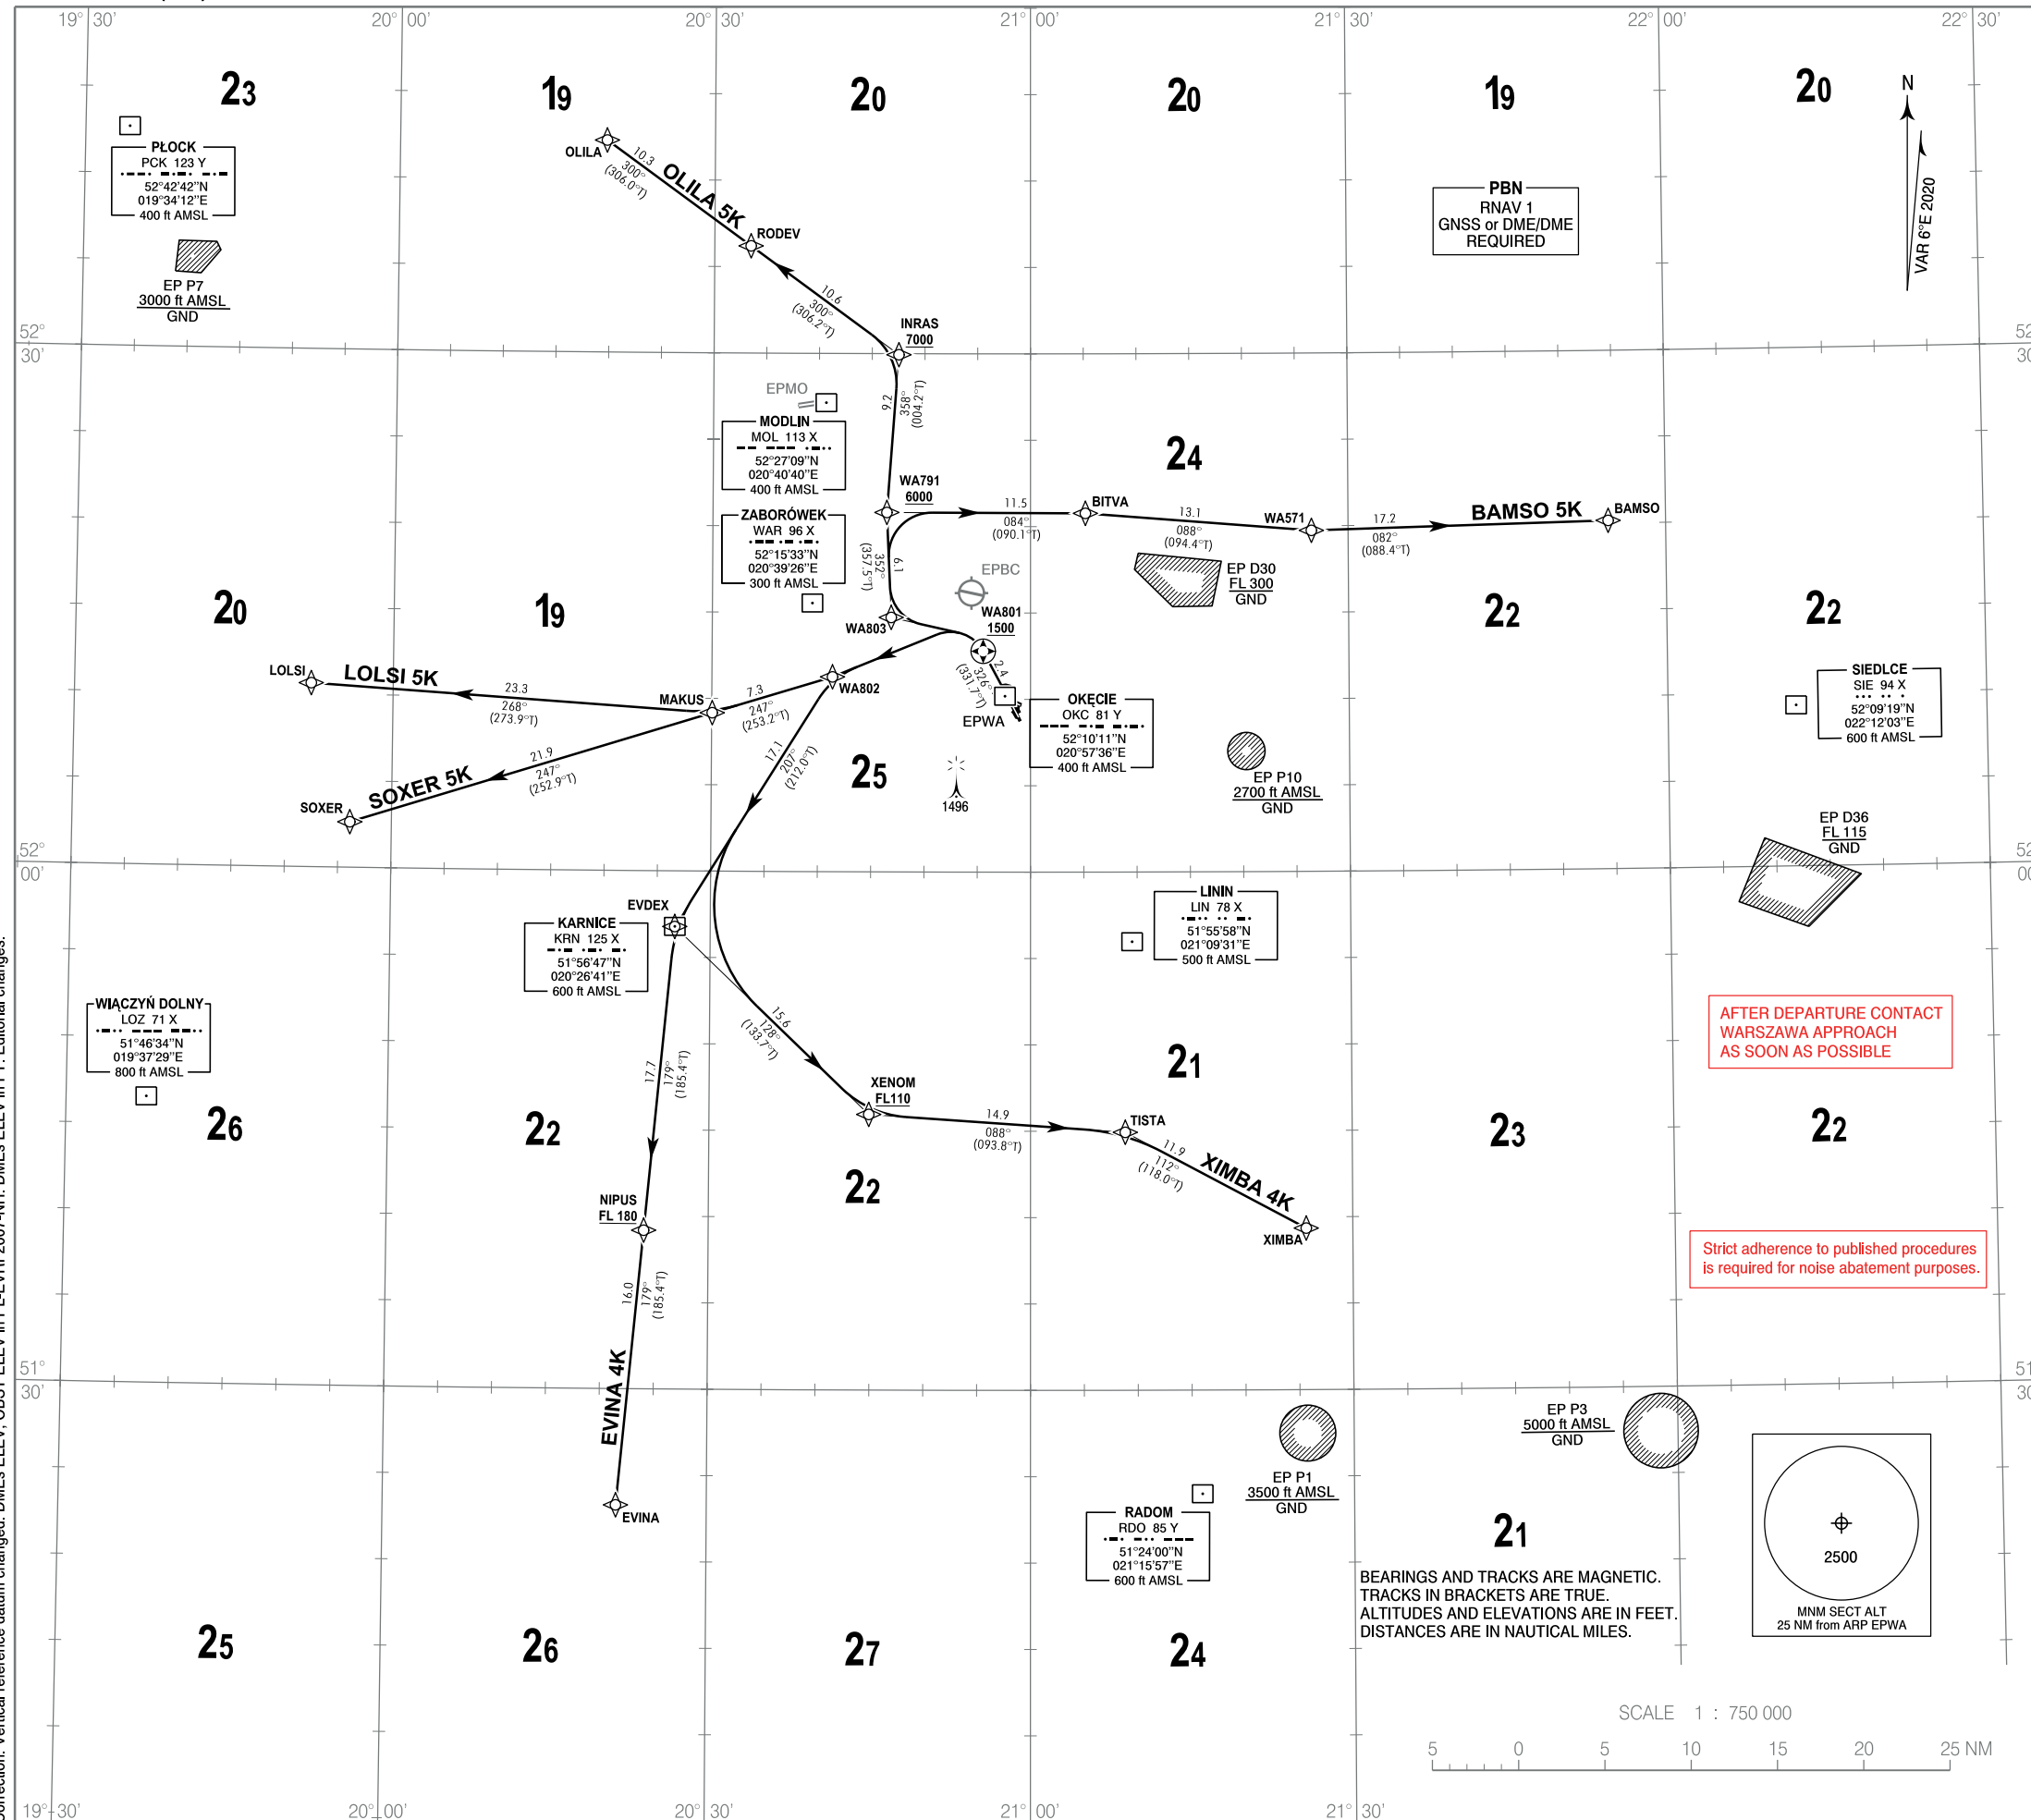 19° 30'
20° 00'
20° 30'
21° 00'
21° 30'
22° 00'
22° 30'
23
19
20
20
19
20
N
VAR 6°E 2020
PŁOCK
PCK 123 Y
52°42'42"N
019°34'12"E
400 ft AMSL
EP P7
3000 ft AMSL
GND
OLILA
10.3
300°
(306.0°T)
OLILA 5K
RODEV
10.6
300°
(306.2°T)
INRAS
7000
PBN
RNAV 1
GNSS or DME/DME
REQUIRED
52°
30'
52
30
EPMO
MODLIN
MOL 113 X
52°27'09"N
020°40'40"E
400 ft AMSL
9.2
358°
(004.2°T)
24
WA791
6000
ZABORÓWEK
WAR 96 X
52°15'33"N
020°39'26"E
300 ft AMSL
11.5
084°
(090.1°T)
BITVA
13.1
088°
(094.4°T)
WA571
17.2
082°
(088.4°T)
BAMSO 5K
BAMSO
6.1
352°
(357.5°T)
EPBC
EP D30
FL 300
GND
20
19
22
22
WA803
WA801
1500
2.4
326°
(331.7°T)
LOLSI
LOLSI 5K
23.3
268°
(273.9°T)
MAKUS
7.3
247°
(253.2°T)
WA802
EPWA
OKĘCIE
OKC 81 Y
52°10'11"N
020°57'36"E
400 ft AMSL
SIEDLCE
SIE 94 X
52°09'19"N
022°12'03"E
600 ft AMSL
21.9
247°
(252.9°T)
SOXER 5K
SOXER
17.1
207°
(212.0°T)
25
1496
EP P10
2700 ft AMSL
GND
EP D36
FL 115
GND
52°
00'
52
00
EVDEX
KARNICE
KRN 125 X
51°56'47"N
020°26'41"E
600 ft AMSL
LININ
LIN 78 X
51°55'58"N
021°09'31"E
500 ft AMSL
WIĄCZYŃ DOLNY
LOZ 71 X
51°46'34"N
019°37'29"E
800 ft AMSL
15.6
128°
(133.7°T)
AFTER DEPARTURE CONTACT
WARSZAWA APPROACH
AS SOON AS POSSIBLE
17.7
179°
(185.4°T)
XENOM
FL110
21
26
22
22
23
22
14.9
088°
(093.8°T)
TISTA
11.9
112°
(118.0°T)
XIMBA 4K
XIMBA
NIPUS
FL 180
Strict adherence to published procedures
is required for noise abatement purposes.
16.0
179°
(185.4°T)
EVINA 4K
EVINA
51°
30'
51
30
EP P1
3500 ft AMSL
GND
EP P3
5000 ft AMSL
GND
RADOM
RDO 85 Y
51°24'00"N
021°15'57"E
600 ft AMSL
21
2500
MNM SECT ALT
25 NM from ARP EPWA
BEARINGS AND TRACKS ARE MAGNETIC.
TRACKS IN BRACKETS ARE TRUE.
ALTITUDES AND ELEVATIONS ARE IN FEET.
DISTANCES ARE IN NAUTICAL MILES.
25
26
27
24
SCALE 1 : 750 000
5 0 5 10 15 20 25 NM
19° 30'
20° 00'
20° 30'
21° 00'
21° 30'